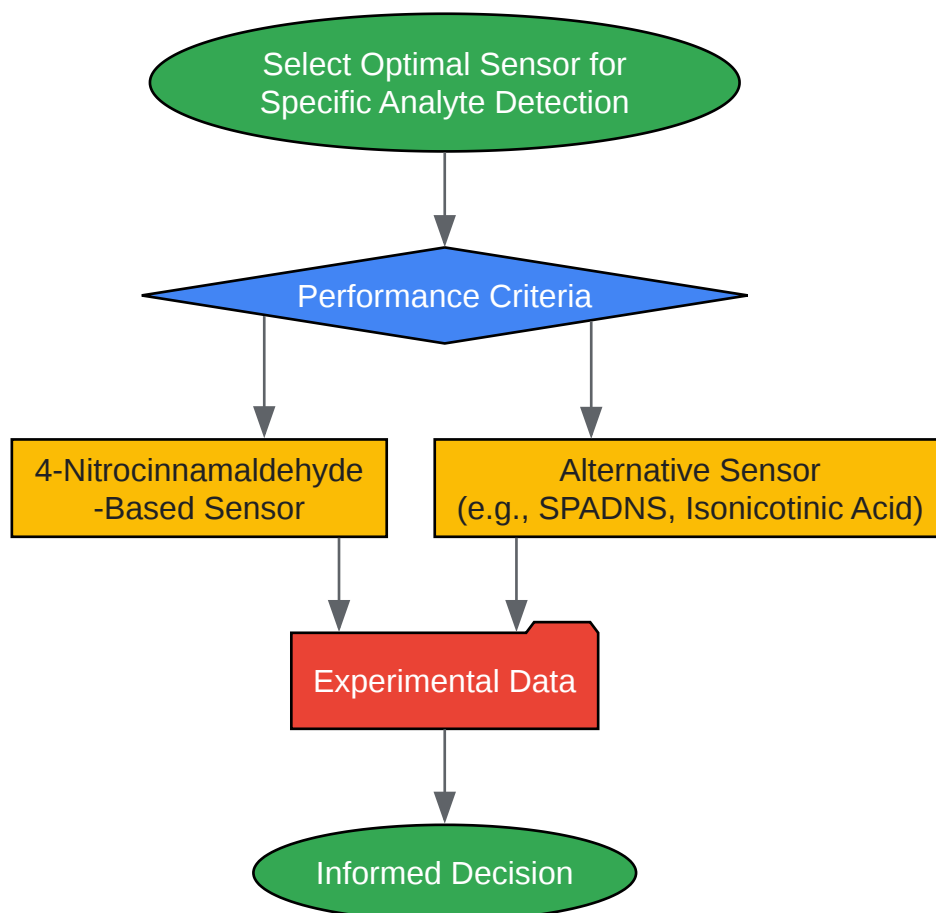 Select Optimal Sensor for
Specific Analyte Detection
Performance Criteria
4-Nitrocinnamaldehyde
-Based Sensor
Alternative Sensor
(e.g., SPADNS, Isonicotinic Acid)
Experimental Data
Informed Decision